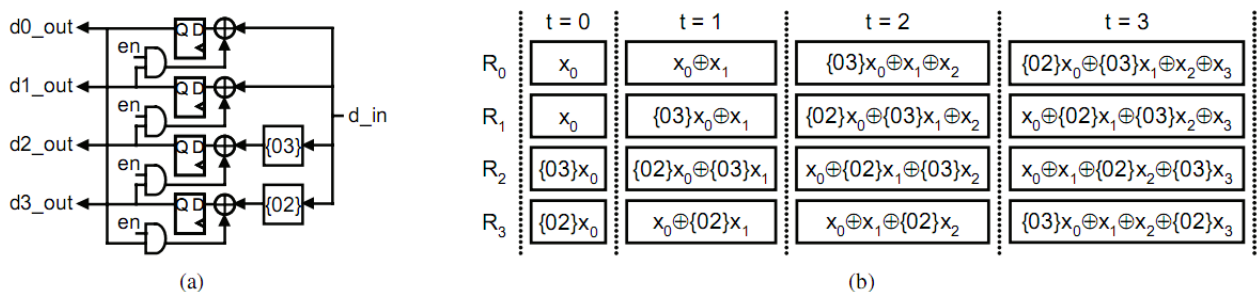 d0_out
Q D
en
d1_out
Q D
en
d_in
d2_out
Q D
{03}
en
d3_out
Q D
{02}
en
(a)
t = 0 t = 1 t = 2 t = 3
R₀ x₀ x₀⊕x₁ {03}x₀⊕x₁⊕x₂ {02}x₀⊕{03}x₁⊕x₂⊕x₃
R₁ x₀ {03}x₀⊕x₁ {02}x₀⊕{03}x₁⊕x₂ x₀⊕{02}x₁⊕{03}x₂⊕x₃
R₂ {03}x₀ {02}x₀⊕{03}x₁ x₀⊕{02}x₁⊕{03}x₂ x₀⊕x₁⊕{02}x₂⊕{03}x₃
R₃ {02}x₀ x₀⊕{02}x₁ x₀⊕x₁⊕{02}x₂ {03}x₀⊕x₁⊕x₂⊕{02}x₃
(b)